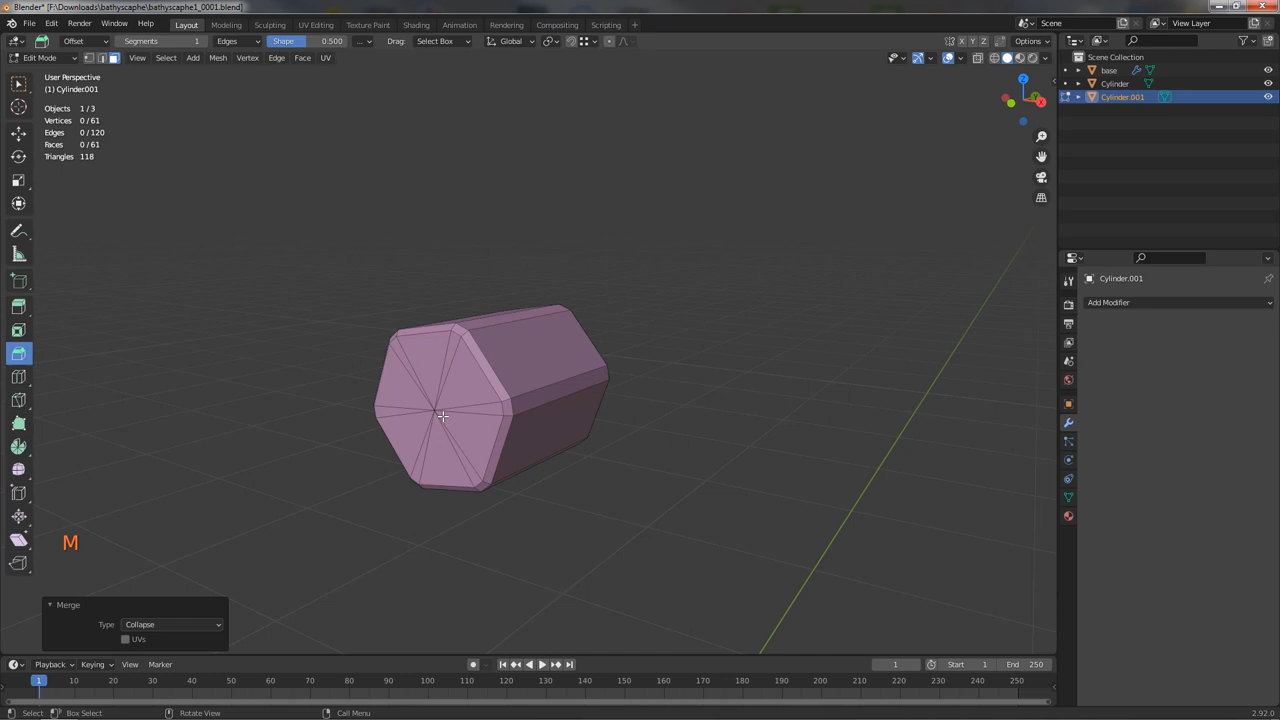 Blender* [F:\Downloads\bathyscaphe\bathyscaphe1_0001.blend]
File Edit Render Window Help Layout Modeling Sculpting UV Editing Texture Paint Shading Animation Rendering Compositing Scripting Scene View Layer
Offset Segments 1 Edges Shape 0.500 ... Drag: Select Box Global X Y Z Options
Edit Mode View Select Add Mesh Vertex Edge Face UV
Scene Collection
base
Cylinder
Cylinder.001
User Perspective
(1) Cylinder.001
Objects 1 / 3
Vertices 0 / 61
Edges 0 / 120
Faces 0 / 61
Triangles 118
Z
X
Y
Cylinder.001
Add Modifier
M
Merge
Type Collapse
UVs
Playback Keying View Marker 1 Start 1 End 250
1 10 20 30 40 50 60 70 80 90 100 110 120 130 140 150 160 170 180 190 200 210 220 230 240 250
Select Box Select Rotate View Call Menu 2.92.0